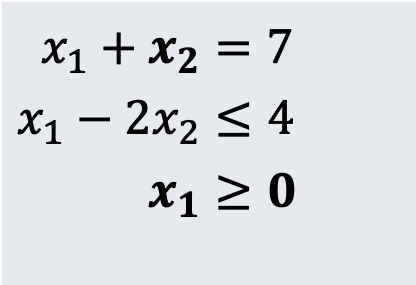 x₁ + x₂ = 7
x₁ − 2x₂ ≤ 4
x₁ ≥ 0